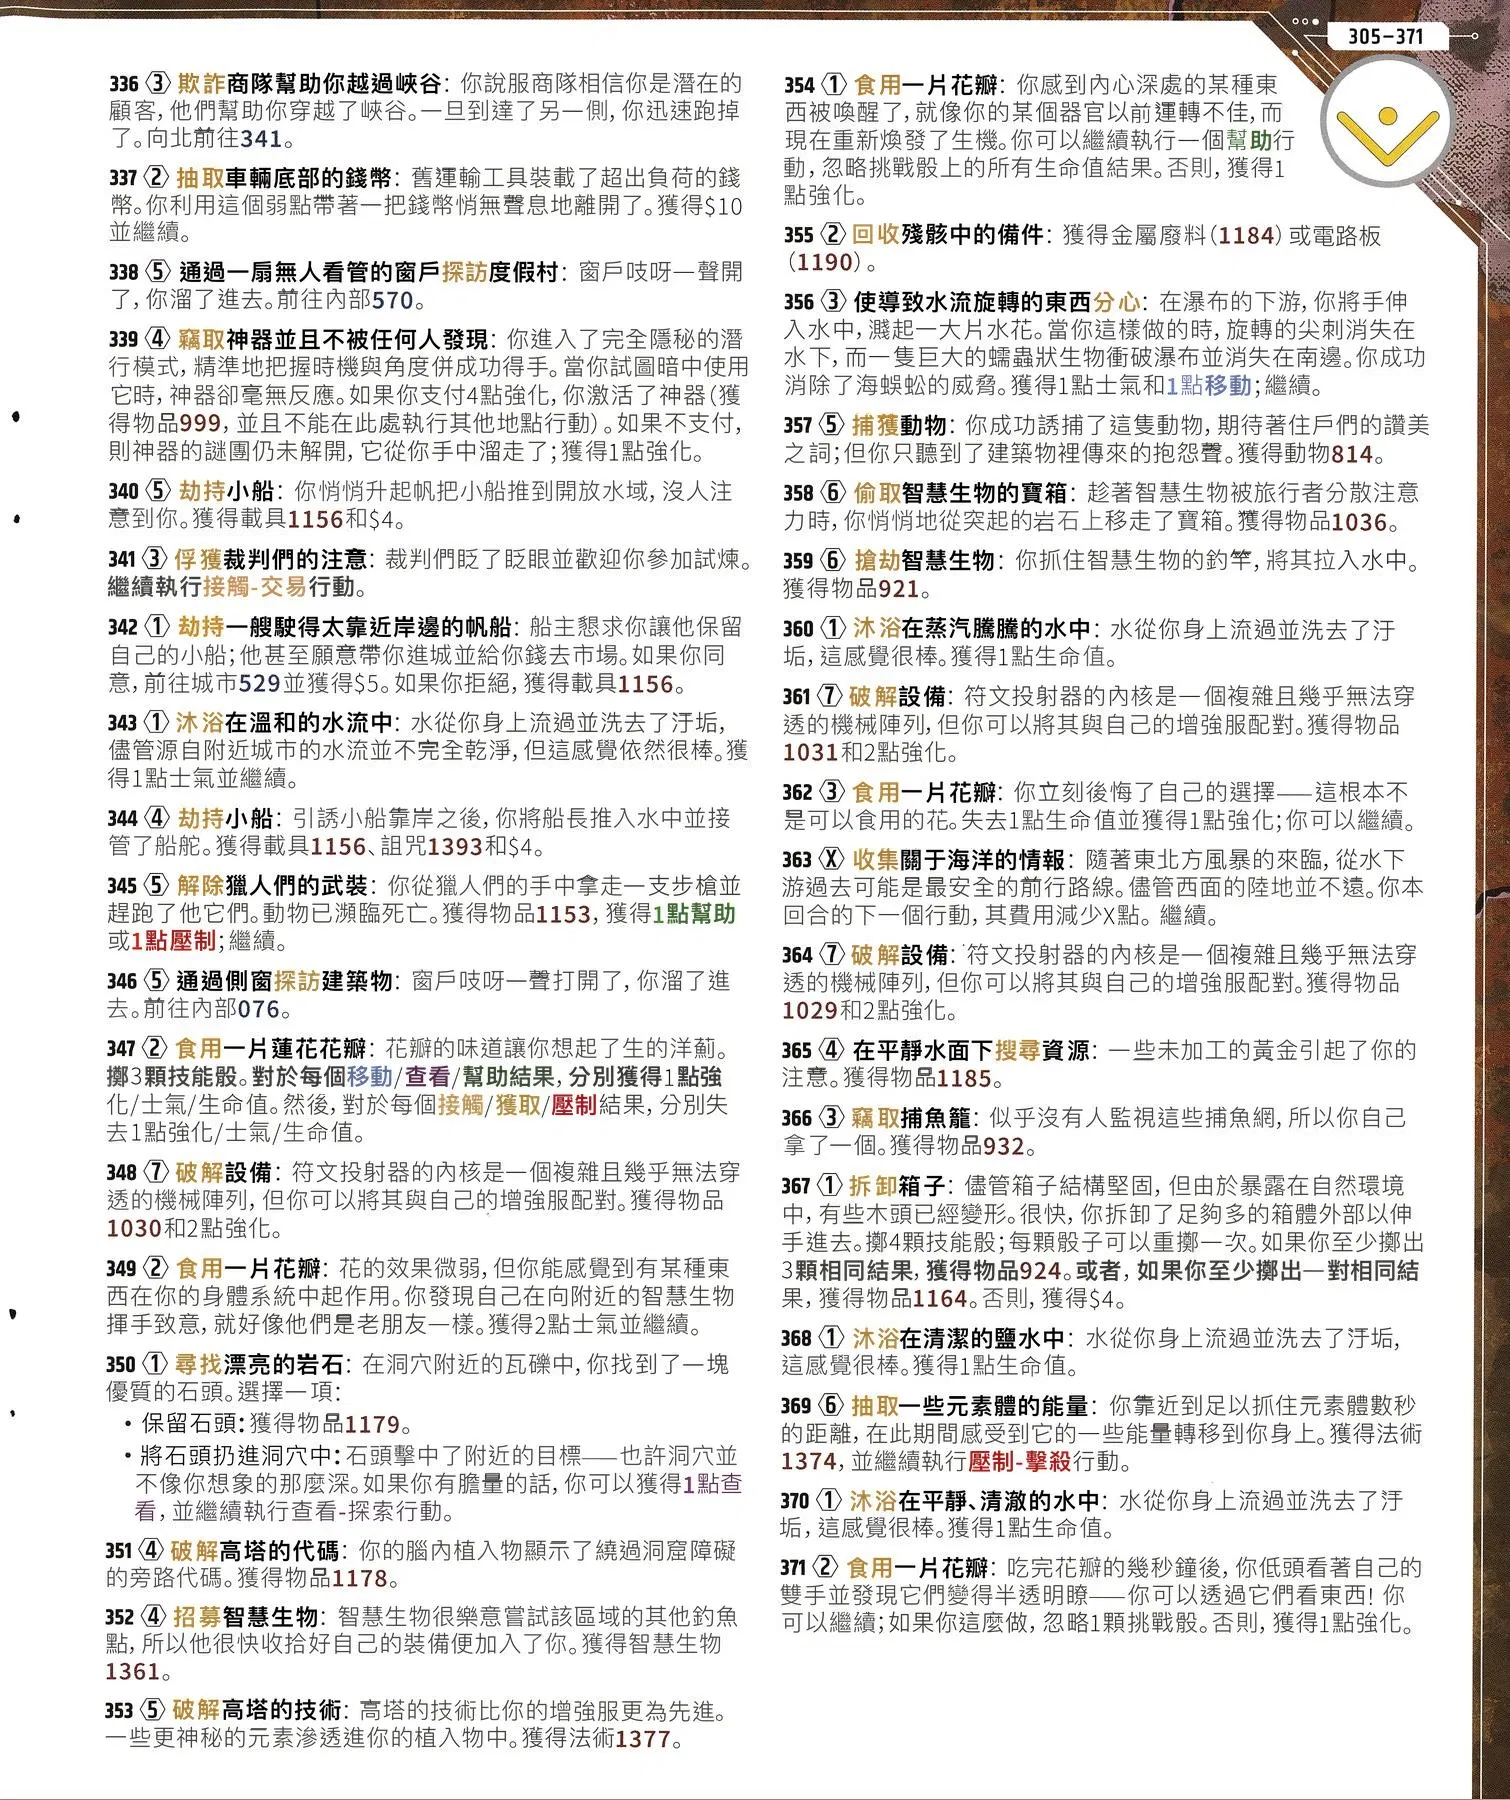 305–371
336 3 欺詐商隊幫助你越過峽谷：你說服商隊相信你是潛在的
顧客，他們幫助你穿越了峽谷。一旦到達了另一側，你迅速跑掉
了。向北前往341。
337 2 抽取車輛底部的錢幣：舊運輸工具裝載了超出負荷的錢
幣。你利用這個弱點帶著一把錢幣悄無聲息地離開了。獲得$10
並繼續。
338 5 通過一扇無人看管的窗戶探訪度假村：窗戶吱呀一聲開
了，你溜了進去。前往內部570。
339 4 竊取神器並且不被任何人發現：你進入了完全隱秘的潛
行模式，精準地把握時機與角度併成功得手。當你試圖暗中使用
它時，神器卻毫無反應。如果你支付4點強化，你激活了神器（獲
得物品999，並且不能在此處執行其他地點行動）。如果不支付，
則神器的謎團仍未解開，它從你手中溜走了；獲得1點強化。
340 5 劫持小船：你悄悄升起帆把小船推到開放水域，沒人注
意到你。獲得載具1156和$4。
341 3 俘獲裁判們的注意：裁判們眨了眨眼並歡迎你參加試煉。
繼續執行接觸-交易行動。
342 1 劫持一艘駛得太靠近岸邊的帆船：船主懇求你讓他保留
自己的小船；他甚至願意帶你進城並給你錢去市場。如果你同
意，前往城市529並獲得$5。如果你拒絕，獲得載具1156。
343 1 沐浴在溫和的水流中：水從你身上流過並洗去了汙垢，
儘管源自附近城市的水流並不完全乾淨，但這感覺依然很棒。獲
得1點士氣並繼續。
344 4 劫持小船：引誘小船靠岸之後，你將船長推入水中並接
管了船舵。獲得載具1156、詛咒1393和$4。
345 5 解除獵人們的武裝：你從獵人們的手中拿走一支步槍並
趕跑了他它們。動物已瀕臨死亡。獲得物品1153，獲得1點幫助
或1點壓制；繼續。
346 5 通過側窗探訪建築物：窗戶吱呀一聲打開了，你溜了進
去。前往內部076。
347 2 食用一片蓮花花瓣：花瓣的味道讓你想起了生的洋薊。
擲3顆技能骰。對於每個移動/查看/幫助結果，分別獲得1點強
化/士氣/生命值。然後，對於每個接觸/獲取/壓制結果，分別失
去1點強化/士氣/生命值。
348 7 破解設備：符文投射器的內核是一個複雜且幾乎無法穿
透的機械陣列，但你可以將其與自己的增強服配對。獲得物品
1030和2點強化。
349 2 食用一片花瓣：花的效果微弱，但你能感覺到有某種東
西在你的身體系統中起作用。你發現自己在向附近的智慧生物
揮手致意，就好像他們是老朋友一樣。獲得2點士氣並繼續。
350 1 尋找漂亮的岩石：在洞穴附近的瓦礫中，你找到了一塊
優質的石頭。選擇一項：
• 保留石頭：獲得物品1179。
• 將石頭扔進洞穴中：石頭擊中了附近的目標——也許洞穴並
不像你想象的那麼深。如果你有膽量的話，你可以獲得1點查
看，並繼續執行查看-探索行動。
351 4 破解高塔的代碼：你的腦內植入物顯示了繞過洞窟障礙
的旁路代碼。獲得物品1178。
352 4 招募智慧生物：智慧生物很樂意嘗試該區域的其他釣魚
點，所以他很快收拾好自己的裝備便加入了你。獲得智慧生物
1361。
353 5 破解高塔的技術：高塔的技術比你的增強服更為先進。
一些更神秘的元素滲透進你的植入物中。獲得法術1377。
354 1 食用一片花瓣：你感到內心深處的某種東
西被喚醒了，就像你的某個器官以前運轉不佳，而
現在重新煥發了生機。你可以繼續執行一個幫助行
動，忽略挑戰骰上的所有生命值結果。否則，獲得1
點強化。
355 2 回收殘骸中的備件：獲得金屬廢料（1184）或電路板
（1190）。
356 3 使導致水流旋轉的東西分心：在瀑布的下游，你將手伸
入水中，濺起一大片水花。當你這樣做的時，旋轉的尖刺消失在
水下，而一隻巨大的蠕蟲狀生物衝破瀑布並消失在南邊。你成功
消除了海蜈蚣的威脅。獲得1點士氣和1點移動；繼續。
357 5 捕獲動物：你成功誘捕了這隻動物，期待著住戶們的讚美
之詞；但你只聽到了建築物裡傳來的抱怨聲。獲得動物814。
358 6 偷取智慧生物的寶箱：趁著智慧生物被旅行者分散注意
力時，你悄悄地從突起的岩石上移走了寶箱。獲得物品1036。
359 6 搶劫智慧生物：你抓住智慧生物的釣竿，將其拉入水中。
獲得物品921。
360 1 沐浴在蒸汽騰騰的水中：水從你身上流過並洗去了汙
垢，這感覺很棒。獲得1點生命值。
361 7 破解設備：符文投射器的內核是一個複雜且幾乎無法穿
透的機械陣列，但你可以將其與自己的增強服配對。獲得物品
1031和2點強化。
362 3 食用一片花瓣：你立刻後悔了自己的選擇——這根本不
是可以食用的花。失去1點生命值並獲得1點強化；你可以繼續。
363 X 收集關于海洋的情報：隨著東北方風暴的來臨，從水下
游過去可能是最安全的前行路線。儘管西面的陸地並不遠。你本
回合的下一個行動，其費用減少X點。繼續。
364 7 破解設備：符文投射器的內核是一個複雜且幾乎無法穿
透的機械陣列，但你可以將其與自己的增強服配對。獲得物品
1029和2點強化。
365 4 在平靜水面下搜尋資源：一些未加工的黃金引起了你的
注意。獲得物品1185。
366 3 竊取捕魚籠：似乎沒有人監視這些捕魚網，所以你自己
拿了一個。獲得物品932。
367 1 拆卸箱子：儘管箱子結構堅固，但由於暴露在自然環境
中，有些木頭已經變形。很快，你拆卸了足夠多的箱體外部以伸
手進去。擲4顆技能骰；每顆骰子可以重擲一次。如果你至少擲出
3顆相同結果，獲得物品924。或者，如果你至少擲出一對相同結
果，獲得物品1164。否則，獲得$4。
368 1 沐浴在清潔的鹽水中：水從你身上流過並洗去了汙垢，
這感覺很棒。獲得1點生命值。
369 6 抽取一些元素體的能量：你靠近到足以抓住元素體數秒
的距離，在此期間感受到它的一些能量轉移到你身上。獲得法術
1374，並繼續執行壓制-擊殺行動。
370 1 沐浴在平靜、清澈的水中：水從你身上流過並洗去了汙
垢，這感覺很棒。獲得1點生命值。
371 2 食用一片花瓣：吃完花瓣的幾秒鐘後，你低頭看著自己的
雙手並發現它們變得半透明瞭——你可以透過它們看東西！你
可以繼續；如果你這麼做，忽略1顆挑戰骰。否則，獲得1點強化。